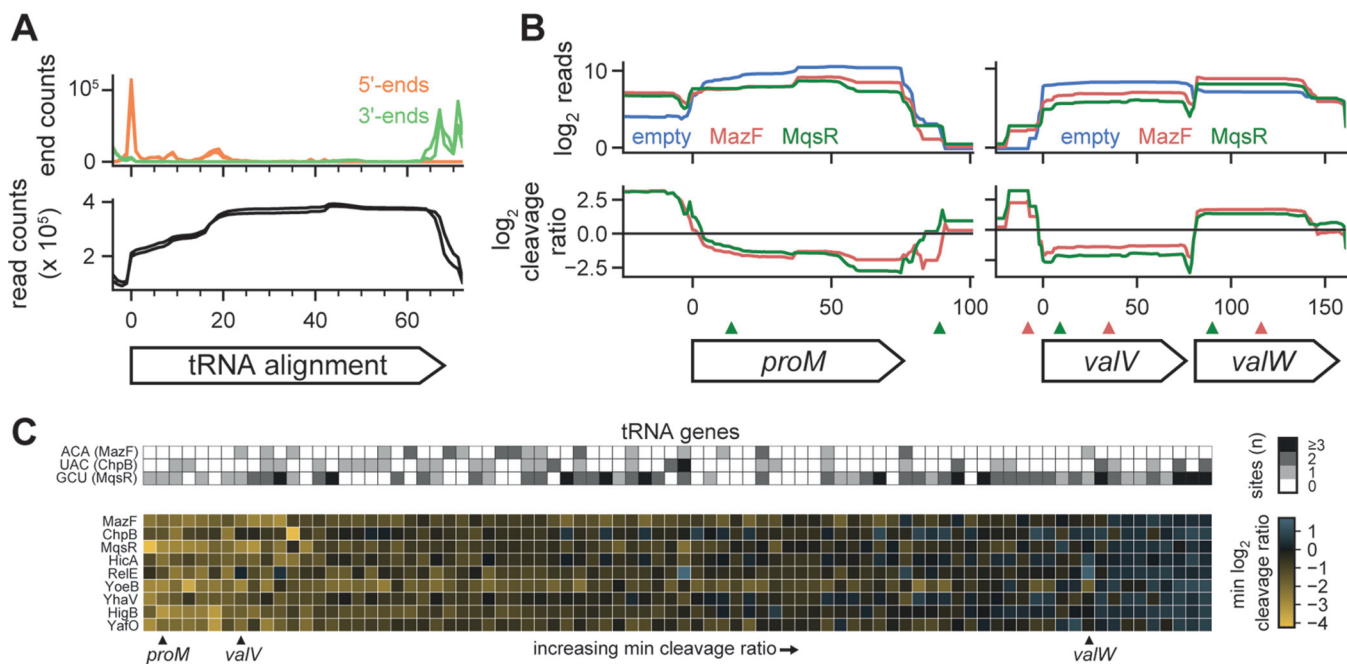 A
10⁵
0
end counts
5'-ends
3'-ends
4
2
read counts
(x 10⁵)
0 20 40 60
tRNA alignment
B
10
0
log₂ reads
empty MazF MqsR
empty MazF MqsR
2.5
0.0
−2.5
log₂
cleavage
ratio
0 50 100
0 50 100 150
proM
valV
valW
C
tRNA genes
ACA (MazF)
UAC (ChpB)
GCU (MqsR)
sites (n)
≥3
2
1
0
MazF
ChpB
MqsR
HicA
RelE
YoeB
YhaV
HigB
YafO
min log₂
cleavage ratio
1
0
−1
−2
−3
−4
proM
valV
increasing min cleavage ratio →
valW